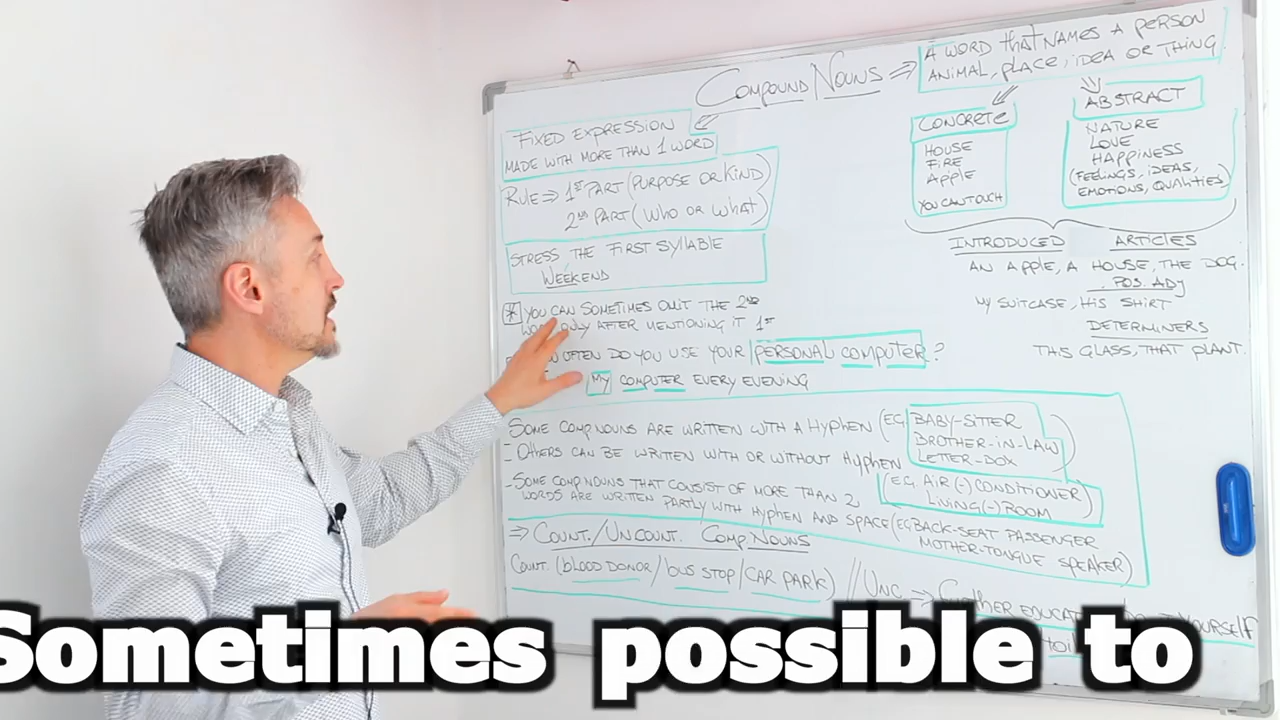 COMPOUND NOUNS ⇒ A WORD THAT NAMES A PERSON
ANIMAL, PLACE, IDEA OR THING
FIXED EXPRESSION
MADE WITH MORE THAN 1 WORD
RULE ⇒ 1ST PART (PURPOSE OR KIND)
2ND PART (WHO OR WHAT)
STRESS THE FIRST SYLLABLE
WEEKEND
* YOU CAN SOMETIMES OMIT THE 2ND
ONLY AFTER MENTIONING IT 1ST
OFTEN DO YOU USE YOUR PERSONAL COMPUTER?
MY COMPUTER EVERY EVENING
CONCRETE
HOUSE
FIRE
APPLE
YOU CAN TOUCH
ABSTRACT
NATURE
LOVE
HAPPINESS
(FEELINGS, IDEAS,
EMOTIONS, QUALITIES)
INTRODUCED ARTICLES
AN APPLE, A HOUSE, THE DOG.
POS. ADJ
MY SUITCASE, HIS SHIRT
DETERMINERS
THIS GLASS, THAT PLANT.
SOME COMP NOUNS ARE WRITTEN WITH A HYPHEN (EG. BABY-SITTER
BROTHER-IN-LAW
LETTER-BOX)
- OTHERS CAN BE WRITTEN WITH OR WITHOUT HYPHEN
(E.G. AIR(-)CONDITIONER
LIVING(-)ROOM
- SOME COMP NOUNS THAT CONSIST OF MORE THAN 2
WORDS ARE WRITTEN PARTLY WITH HYPHEN AND SPACE (EG BACK-SEAT PASSENGER
MOTHER-TONGUE SPEAKER)
⇒ COUNT./UNCOUNT. COMP NOUNS
COUNT. (BLOOD DONOR / BUS STOP / CAR PARK) // UNC ⇒ FURTHER YOURSELF
Sometimes possible to